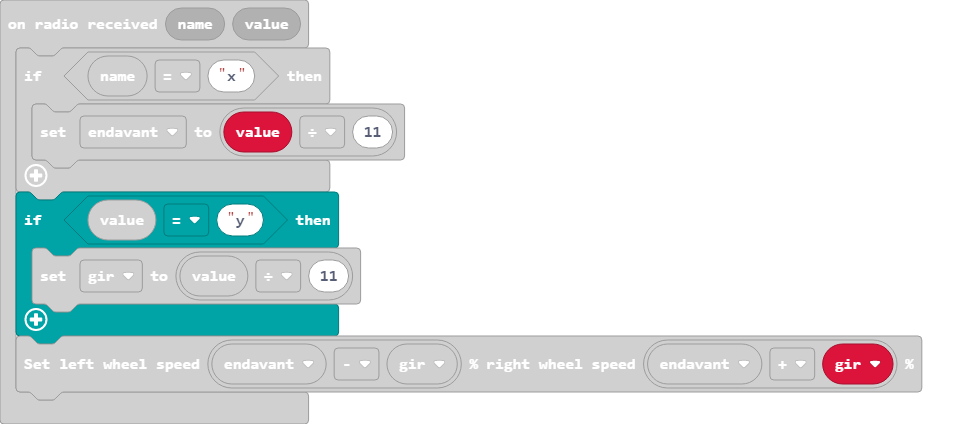 on radio received name value
if name = "x" then
set endavant to value ÷ 11
if value = "y" then
set gir to value ÷ 11
Set left wheel speed endavant - gir % right wheel speed endavant + gir %